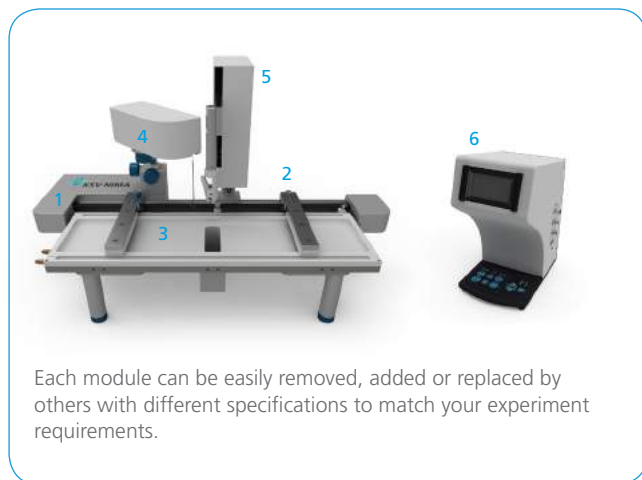 5
6
4
KSV NIMA
2
1
3
Each module can be easily removed, added or replaced by
others with different specifications to match your experiment
requirements.